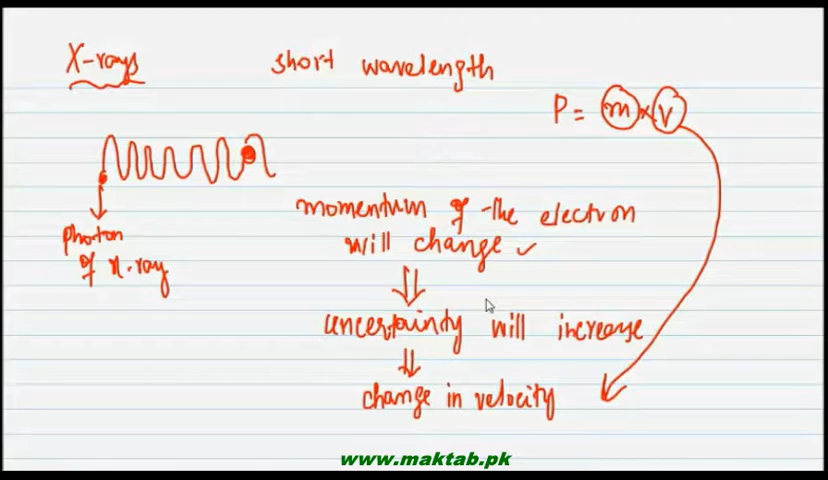 X-rays short wavelength
P = m × v
momentum of the electron
will change ✓
Photon
of x-ray
⇓
uncertainty will increase
⇓
change in velocity
www.maktab.pk